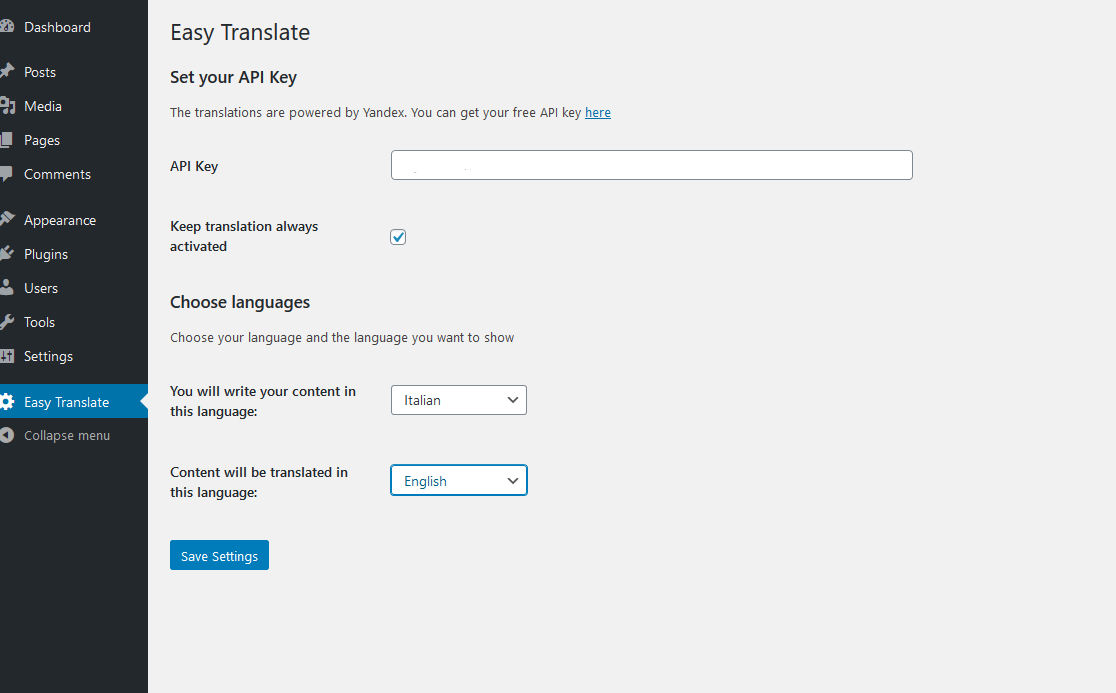 Dashboard
Posts
Media
Pages
Comments
Appearance
Plugins
Users
Tools
Settings
Easy Translate
Collapse menu
Easy Translate
Set your API Key
The translations are powered by Yandex. You can get your free API key here
API Key
Keep translation always
activated
Choose languages
Choose your language and the language you want to show
You will write your content in
this language:
Italian
Content will be translated in
this language:
English
Save Settings